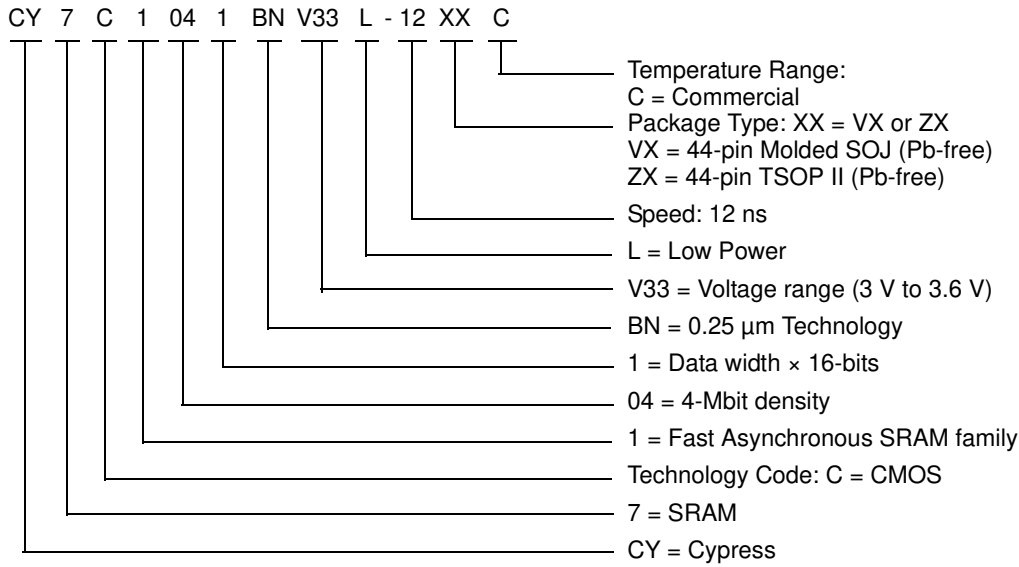 CY 7 C 1 04 1 BN V33 L - 12 XX C
Temperature Range:
C = Commercial
Package Type: XX = VX or ZX
VX = 44-pin Molded SOJ (Pb-free)
ZX = 44-pin TSOP II (Pb-free)
Speed: 12 ns
L = Low Power
V33 = Voltage range (3 V to 3.6 V)
BN = 0.25 µm Technology
1 = Data width × 16-bits
04 = 4-Mbit density
1 = Fast Asynchronous SRAM family
Technology Code: C = CMOS
7 = SRAM
CY = Cypress